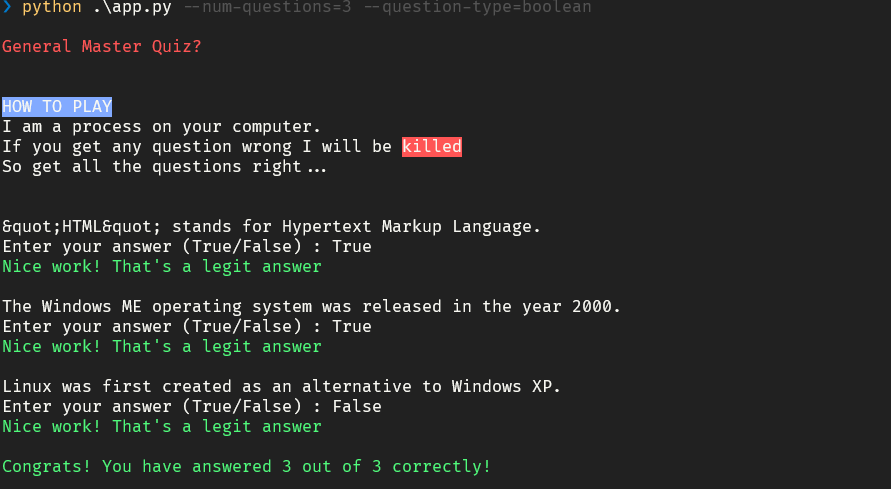 ❯ python .\app.py --num-questions=3 --question-type=boolean
General Master Quiz?
HOW TO PLAY
I am a process on your computer.
If you get any question wrong I will be killed
So get all the questions right...
&quot;HTML&quot; stands for Hypertext Markup Language.
Enter your answer (True/False) : True
Nice work! That's a legit answer
The Windows ME operating system was released in the year 2000.
Enter your answer (True/False) : True
Nice work! That's a legit answer
Linux was first created as an alternative to Windows XP.
Enter your answer (True/False) : False
Nice work! That's a legit answer
Congrats! You have answered 3 out of 3 correctly!